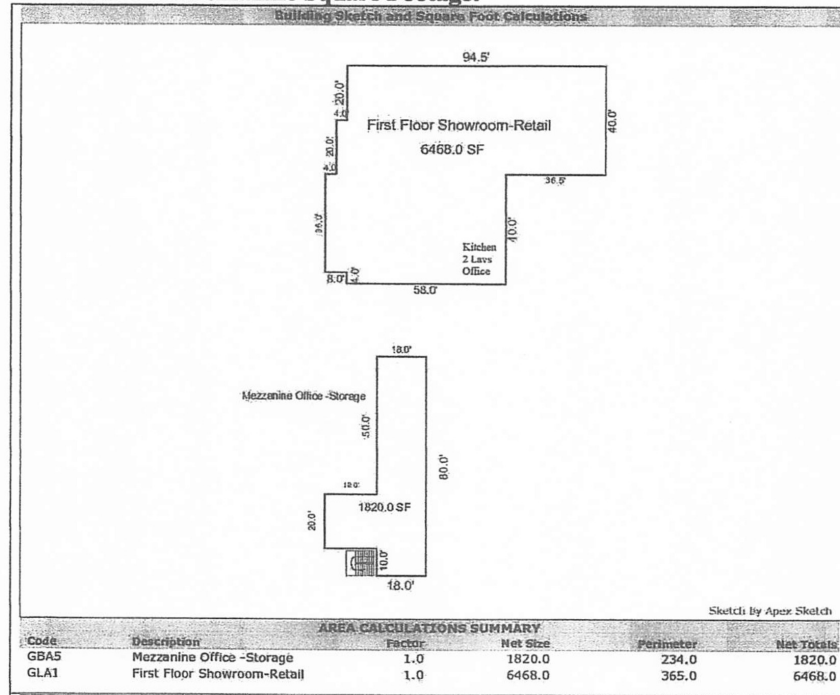 Building Sketch and Square Foot Calculations
94.5'
20.0'
First Floor Showroom-Retail
6468.0 SF
40.0'
20.0'
36.5'
36.0'
40.0'
Kitchen
2 Lavs
Office
8.0'
4.0'
58.0'
18.0'
Mezzanine Office -Storage
50.0'
80.0'
1820.0 SF
20.0'
10.0'
18.0'
Sketch by Apex Sketch
AREA CALCULATIONS SUMMARY
Code Description Factor Net Size Perimeter Net Totals
GBA5 Mezzanine Office -Storage 1.0 1820.0 234.0 1820.0
GLA1 First Floor Showroom-Retail 1.0 6468.0 365.0 6468.0